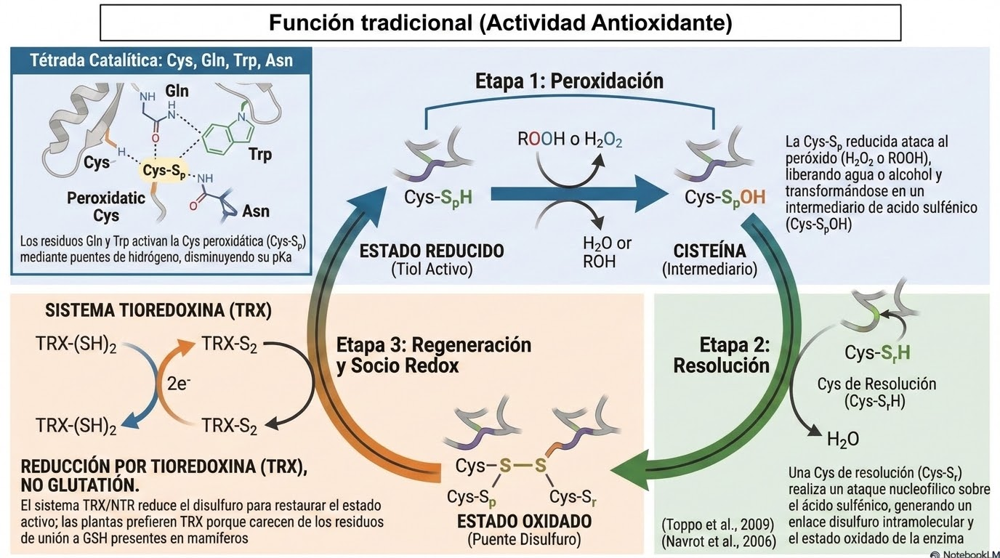 Función tradicional (Actividad Antioxidante)
Tétrada Catalítica: Cys, Gln, Trp, Asn
NH
Gln
N
H
N
O
H
Cys
Trp
Cys-Sₚ
NH
O
Peroxidatic
Cys
Asn
Los residuos Gln y Trp activan la Cys peroxidática (Cys-Sₚ)
mediante puentes de hidrógeno, disminuyendo su pKa
Etapa 1: Peroxidación
ROOH o H₂O₂
Cys-SₚH
Cys-SₚOH
H₂O or
ROH
ESTADO REDUCIDO
(Tiol Activo)
CISTEÍNA
(Intermediario)
La Cys-Sₚ reducida ataca al
peróxido (H₂O₂ o ROOH),
liberando agua o alcohol y
transformándose en un
intermediario de acido sulfénico
(Cys-SₚOH)
SISTEMA TIOREDOXINA (TRX)
TRX-(SH)₂
TRX-S₂
2e⁻
TRX-(SH)₂
TRX-S₂
Etapa 3: Regeneración
y Socio Redox
REDUCCIÓN POR TIOREDOXINA (TRX),
NO GLUTATIÓN.
El sistema TRX/NTR reduce el disulfuro para restaurar el estado
activo; las plantas prefieren TRX porque carecen de los residuos
de unión a GSH presentes en mamíferos
Cys–S–S
Cys-Sₚ
Cys-Sᵣ
ESTADO OXIDADO
(Puente Disulfuro)
Etapa 2:
Resolución
Cys-SᵣH
Cys de Resolución
(Cys-SᵣH)
H₂O
Una Cys de resolución (Cys-Sᵣ)
realiza un ataque nucleofílico sobre
el ácido sulfénico, generando un
enlace disulfuro intramolecular y
el estado oxidado de la enzima
(Toppo et al., 2009)
(Navrot et al., 2006)
NotebookLM